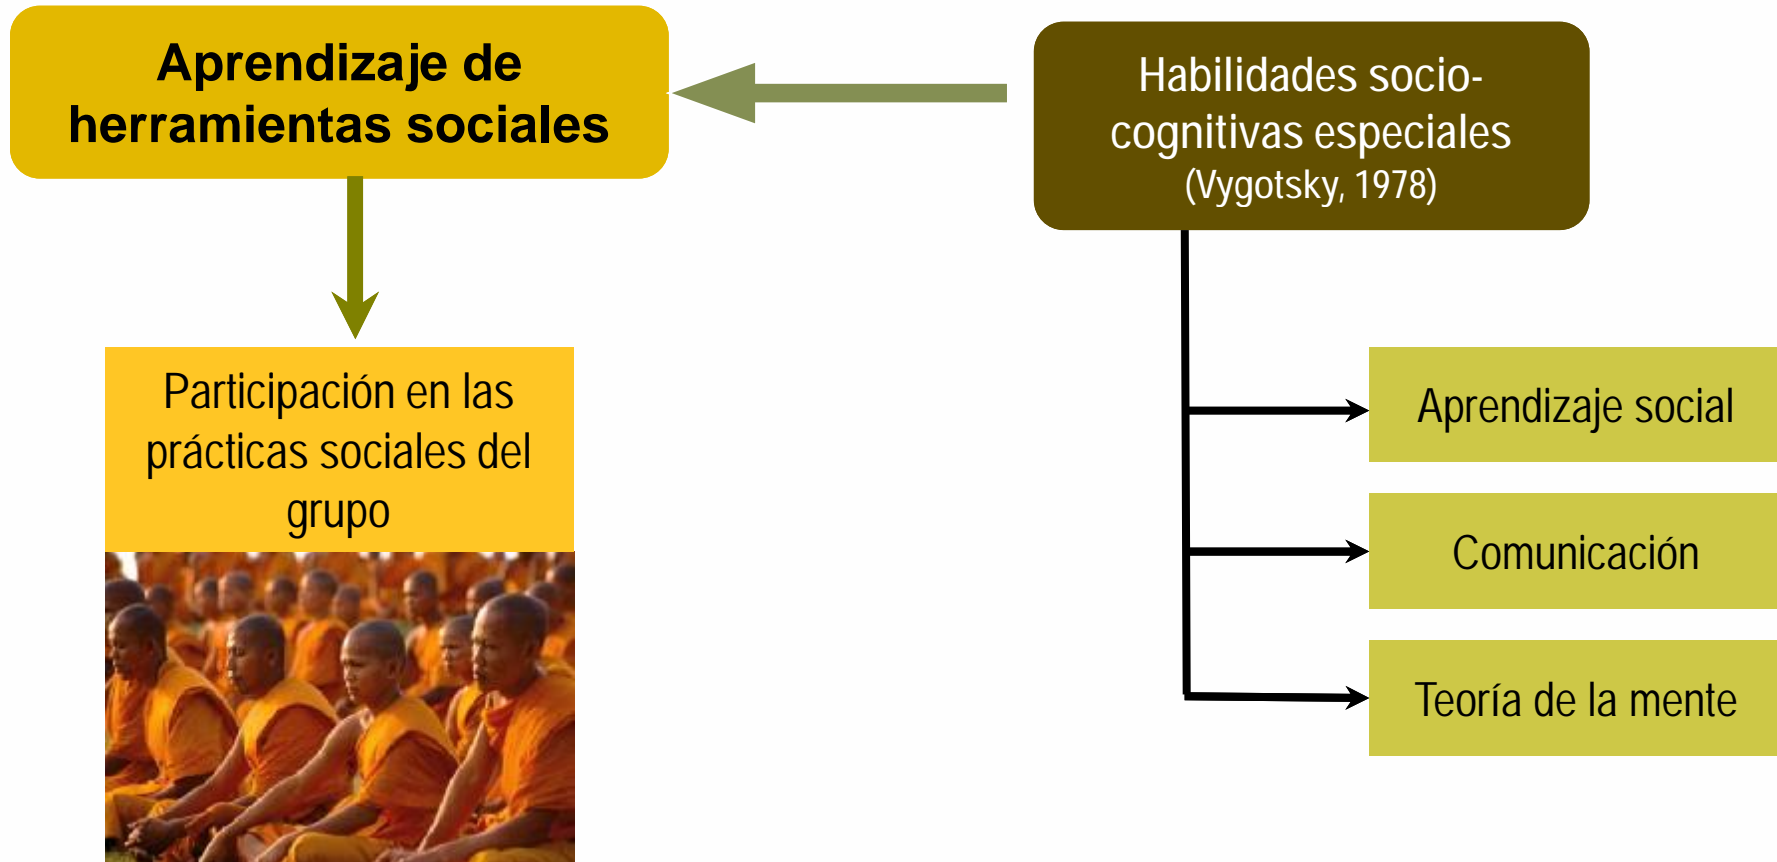 Aprendizaje de
herramientas sociales
Habilidades socio-
cognitivas especiales
(Vygotsky, 1978)
Participación en las
prácticas sociales del
grupo
Aprendizaje social
Comunicación
Teoría de la mente